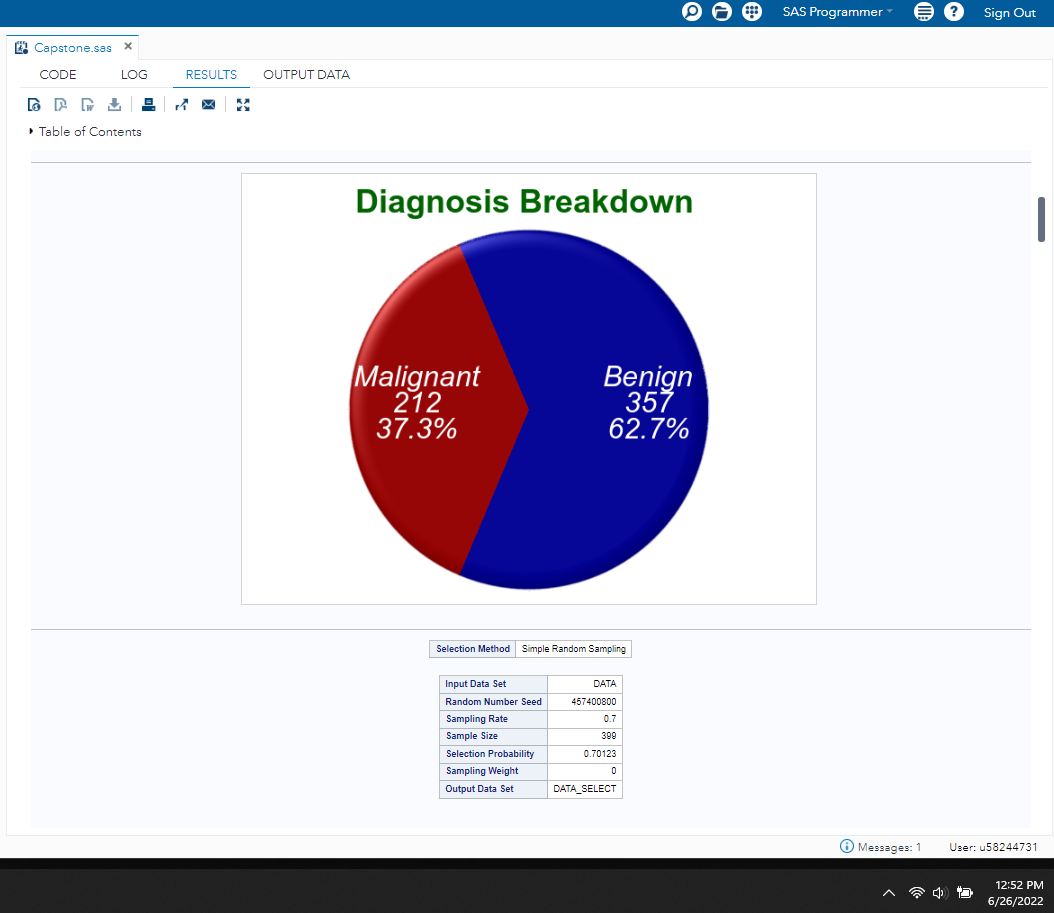 SAS Programmer
Sign Out
Capstone.sas
CODE LOG RESULTS OUTPUT DATA
Table of Contents
Diagnosis Breakdown
Malignant
212
37.3%
Benign
357
62.7%
Selection Method Simple Random Sampling
Input Data Set DATA
Random Number Seed 457400800
Sampling Rate 0.7
Sample Size 399
Selection Probability 0.70123
Sampling Weight 0
Output Data Set DATA_SELECT
Messages: 1 User: u58244731
12:52 PM
6/26/2022